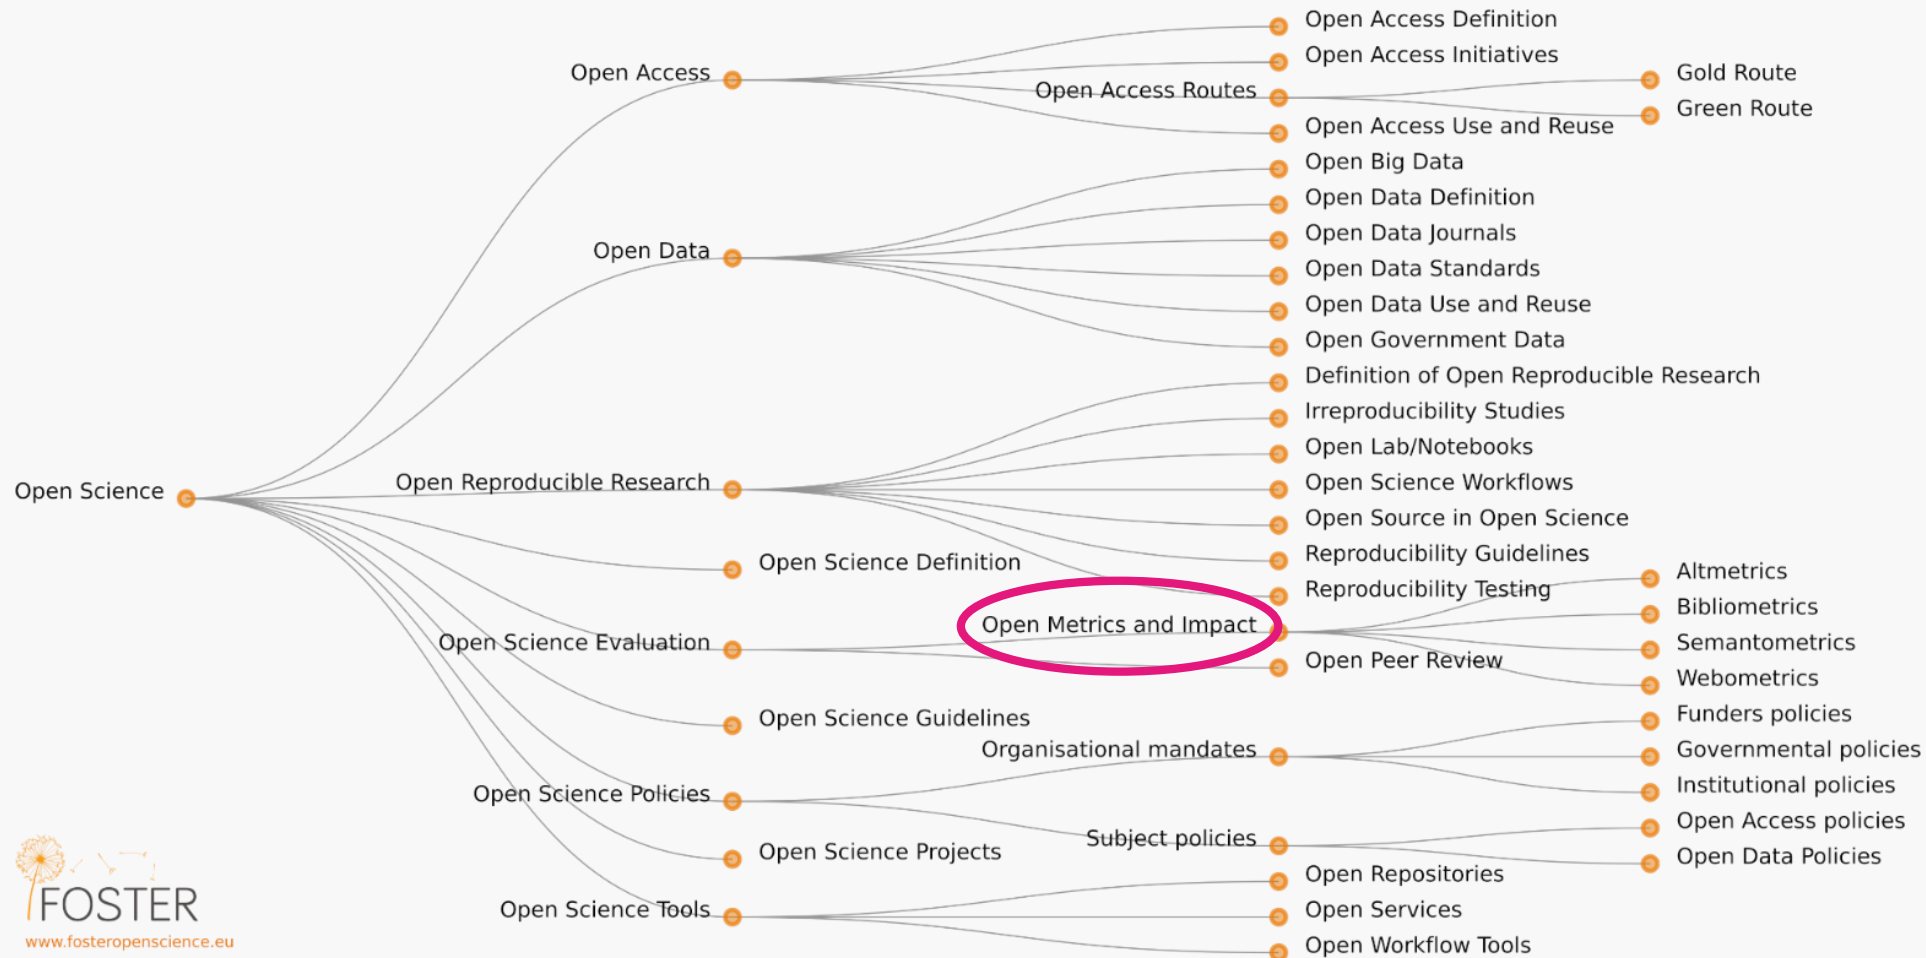 Open Access Definition
Open Access Initiatives
Open Access
Open Access Routes
Gold Route
Green Route
Open Access Use and Reuse
Open Big Data
Open Data Definition
Open Data Journals
Open Data
Open Data Standards
Open Data Use and Reuse
Open Government Data
Definition of Open Reproducible Research
Irreproducibility Studies
Open Lab/Notebooks
Open Science
Open Reproducible Research
Open Science Workflows
Open Source in Open Science
Reproducibility Guidelines
Open Science Definition
Reproducibility Testing
Altmetrics
Bibliometrics
Open Metrics and Impact
Open Science Evaluation
Semantometrics
Open Peer Review
Webometrics
Open Science Guidelines
Funders policies
Organisational mandates
Governmental policies
Institutional policies
Open Science Policies
Open Access policies
Subject policies
Open Data Policies
Open Science Projects
Open Repositories
Open Science Tools
Open Services
Open Workflow Tools
FOSTER
www.fosteropenscience.eu